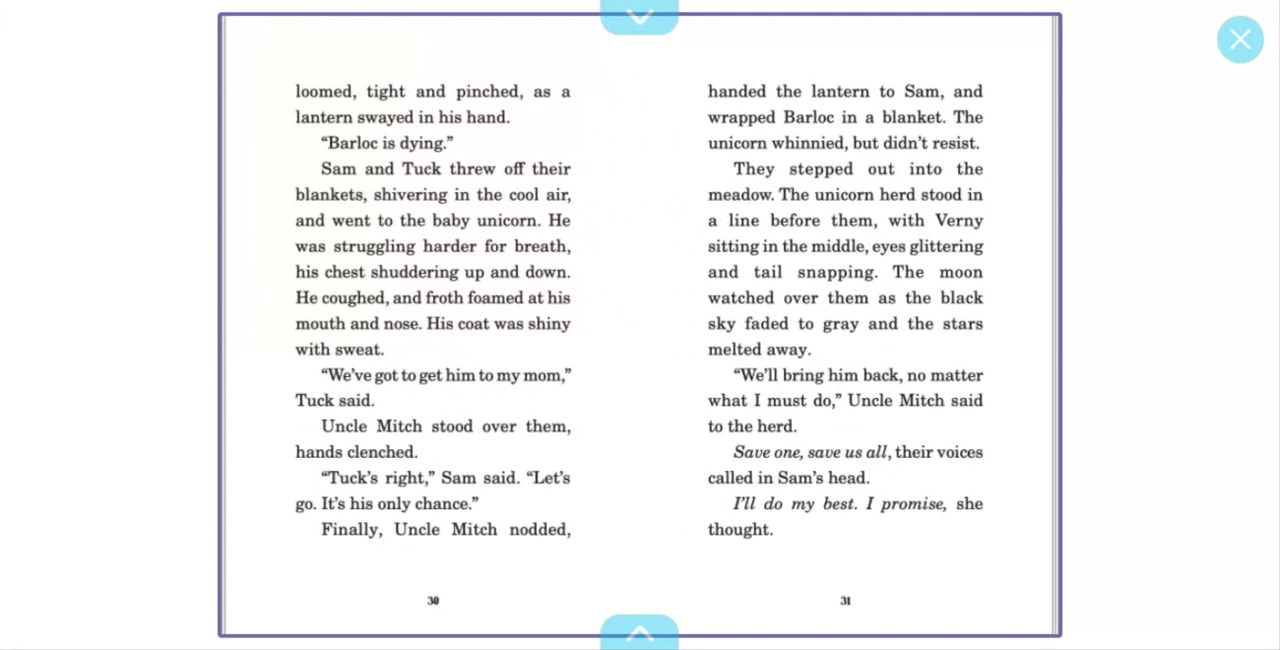 loomed, tight and pinched, as a
lantern swayed in his hand.
“Barloc is dying.”
Sam and Tuck threw off their
blankets, shivering in the cool air,
and went to the baby unicorn. He
was struggling harder for breath,
his chest shuddering up and down.
He coughed, and froth foamed at his
mouth and nose. His coat was shiny
with sweat.
“We’ve got to get him to my mom,”
Tuck said.
Uncle Mitch stood over them,
hands clenched.
“Tuck’s right,” Sam said. “Let’s
go. It’s his only chance.”
Finally, Uncle Mitch nodded,
30
handed the lantern to Sam, and
wrapped Barloc in a blanket. The
unicorn whinnied, but didn’t resist.
They stepped out into the
meadow. The unicorn herd stood in
a line before them, with Verny
sitting in the middle, eyes glittering
and tail snapping. The moon
watched over them as the black
sky faded to gray and the stars
melted away.
“We’ll bring him back, no matter
what I must do,” Uncle Mitch said
to the herd.
Save one, save us all, their voices
called in Sam’s head.
I’ll do my best. I promise, she
thought.
31